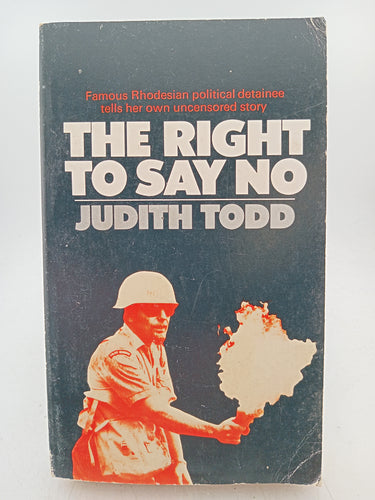 Famous Rhodesian political detainee
tells her own uncensored story
THE RIGHT
TO SAY NO
JUDITH TODD